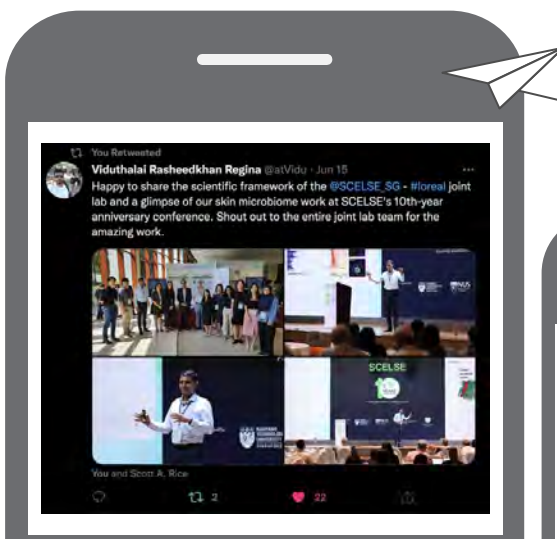 You Retweeted
Viduthalai Rasheedkhan Regina @atVidu · Jun 15
Happy to share the scientific framework of the @SCELSE_SG - #loreal joint
lab and a glimpse of our skin microbiome work at SCELSE's 10th-year
anniversary conference. Shout out to the entire joint lab team for the
amazing work.
NUS
SCELSE
You and Scott A. Rice
2
22